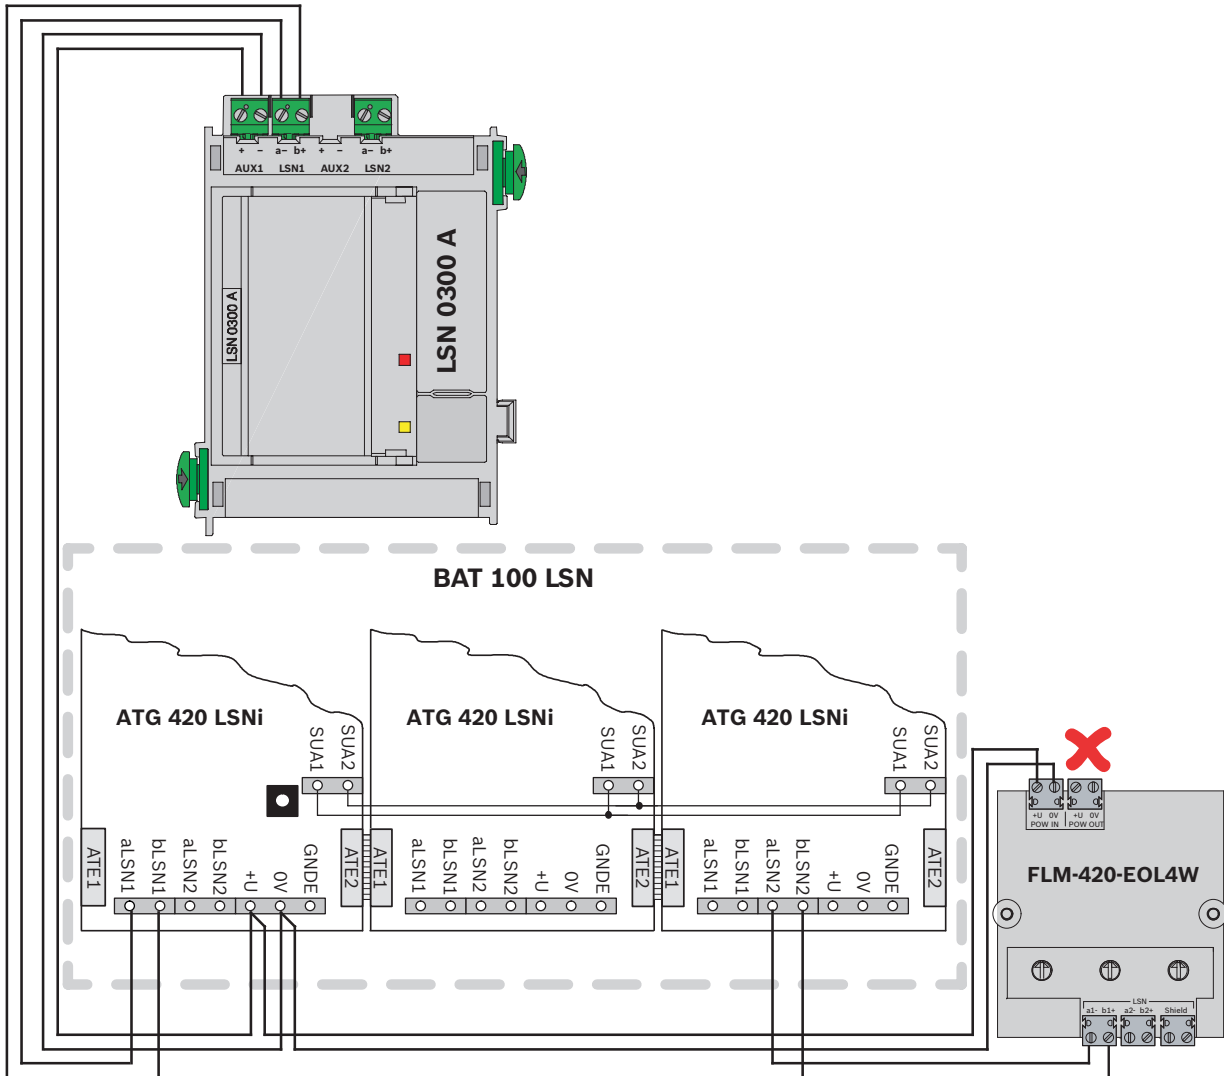 + − a− b+ + − a− b+
AUX1 LSN1 AUX2 LSN2
LSN 0300 A
LSN 0300 A
BAT 100 LSN
ATG 420 LSNi
SUA1
SUA2
ATE1
aLSN1
bLSN1
aLSN2
bLSN2
+U
0V
GNDE
ATE2
ATG 420 LSNi
SUA1
SUA2
ATE1
aLSN1
bLSN1
aLSN2
bLSN2
+U
0V
GNDE
ATE2
ATG 420 LSNi
SUA1
SUA2
ATE1
aLSN1
bLSN1
aLSN2
bLSN2
+U
0V
GNDE
ATE2
+U 0V +U 0V
POW IN POW OUT
FLM-420-EOL4W
LSN
a1- b1+ a2- b2+ Shield